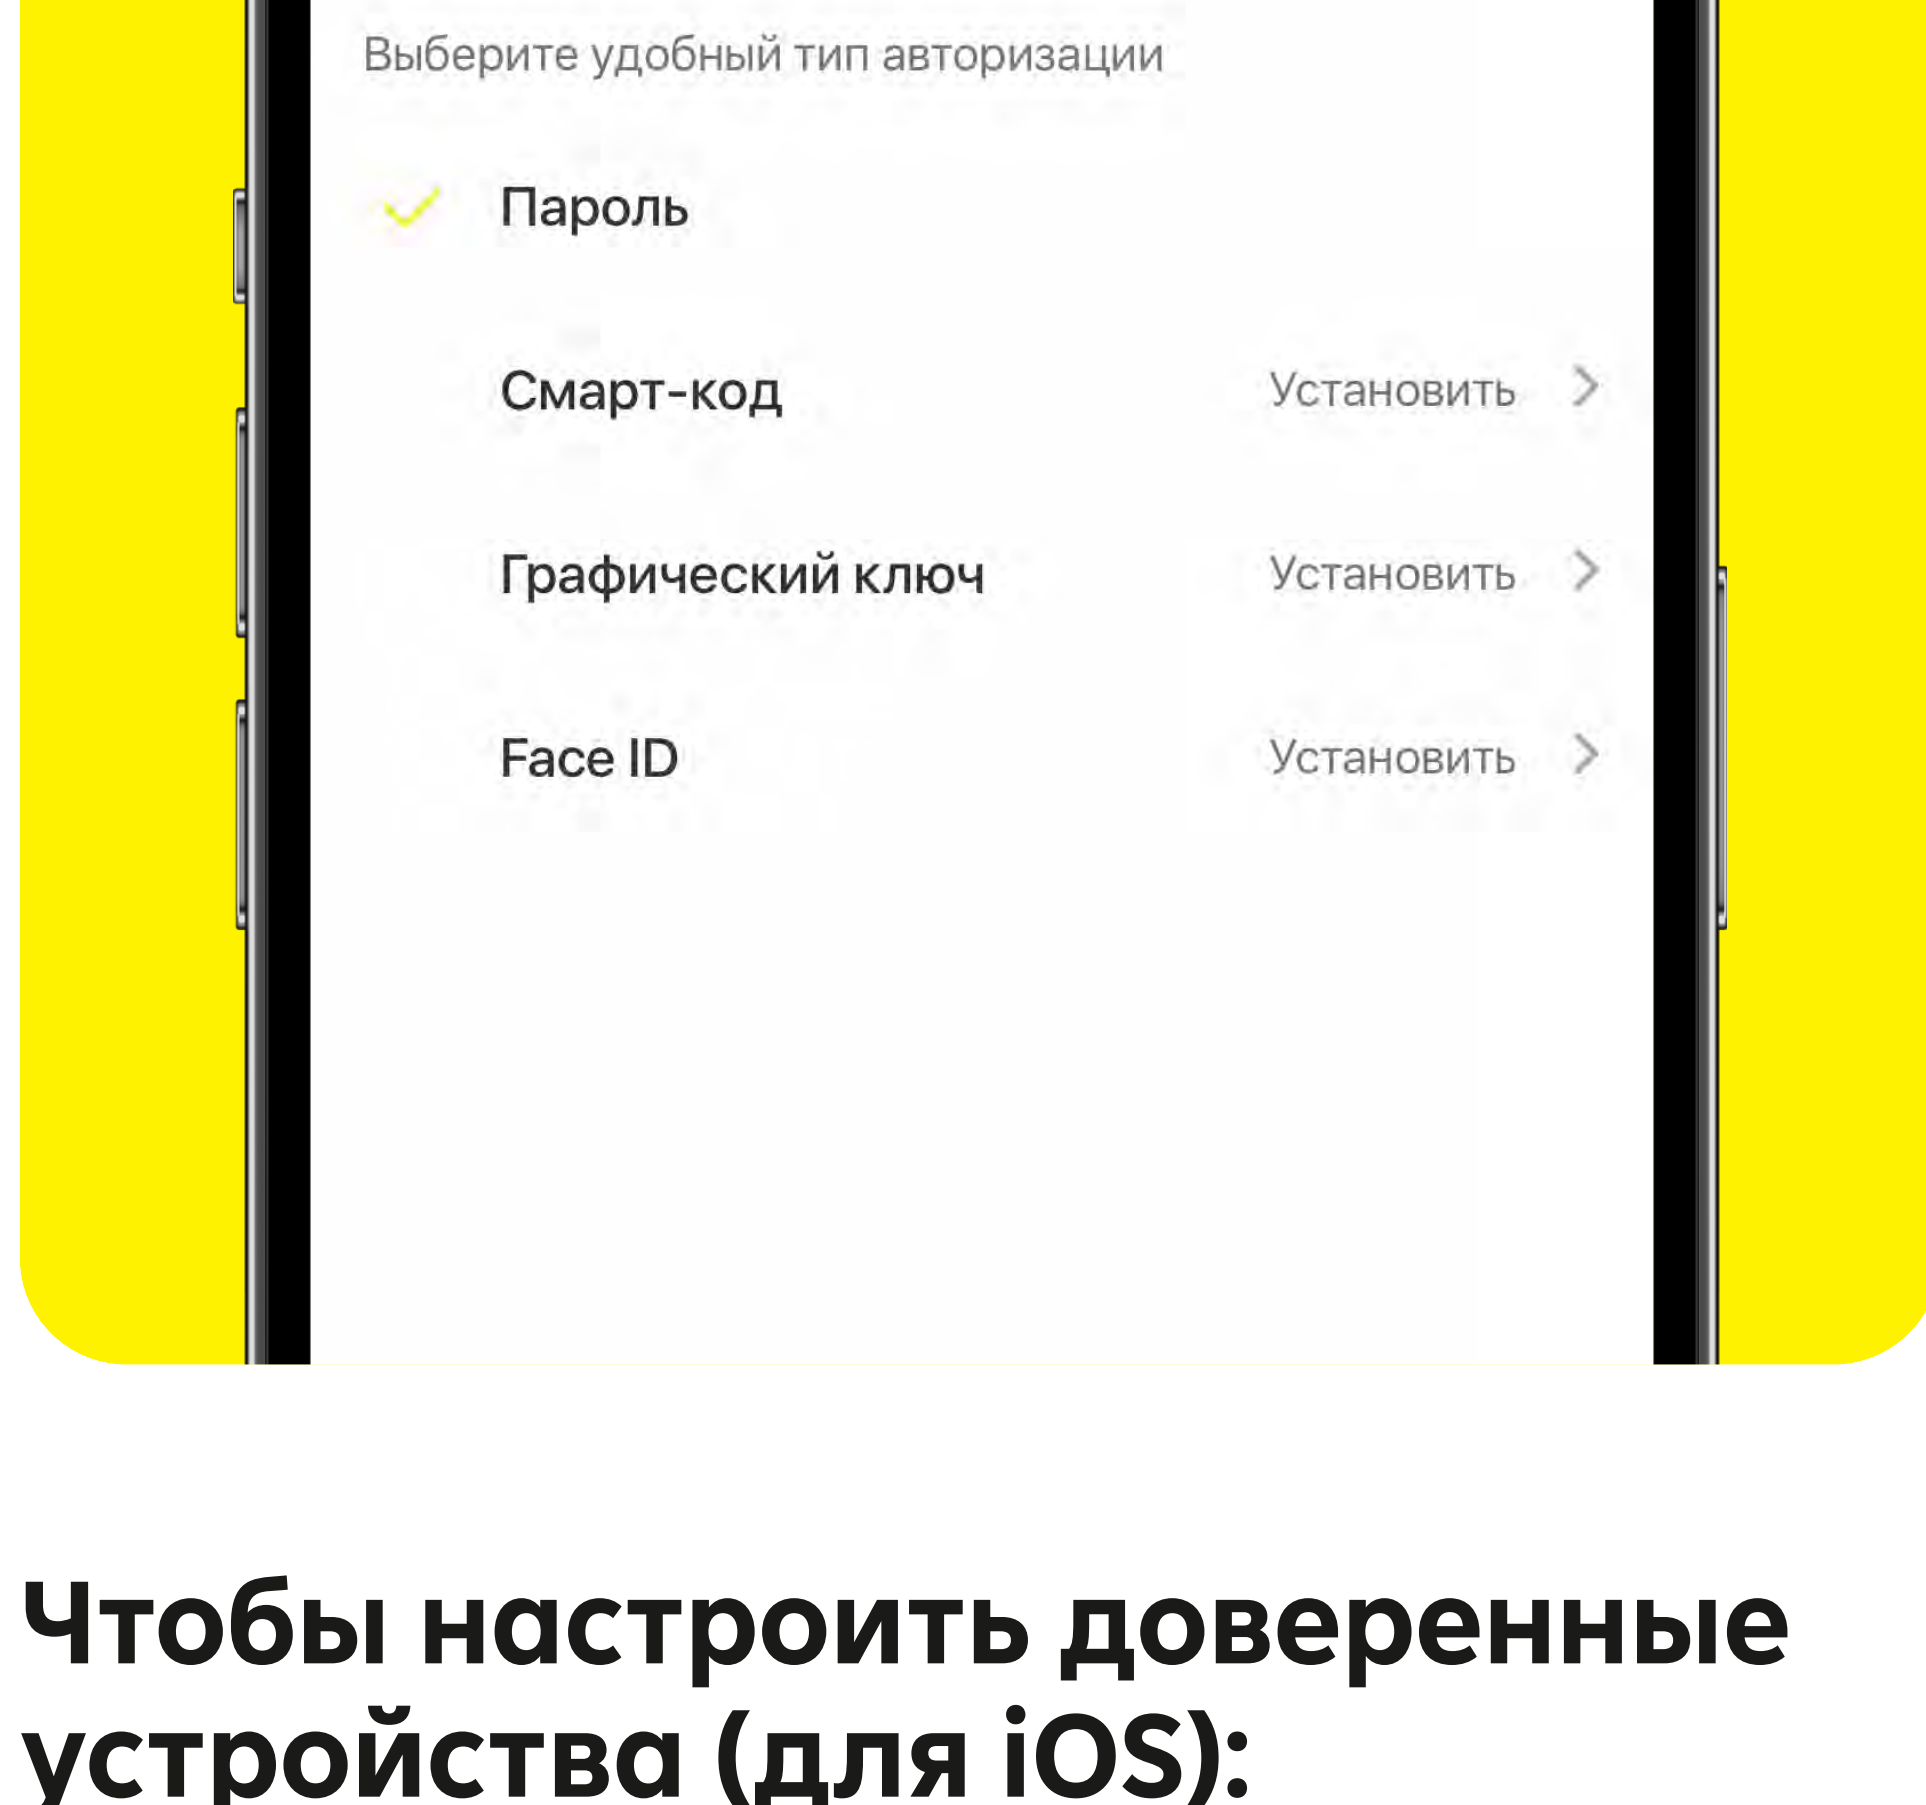 Выберите удобный тип авторизации
Пароль
Смарт-код Установить
Графический ключ Установить
Face ID Установить
Чтобы настроить доверенные
устройства (для iOS):